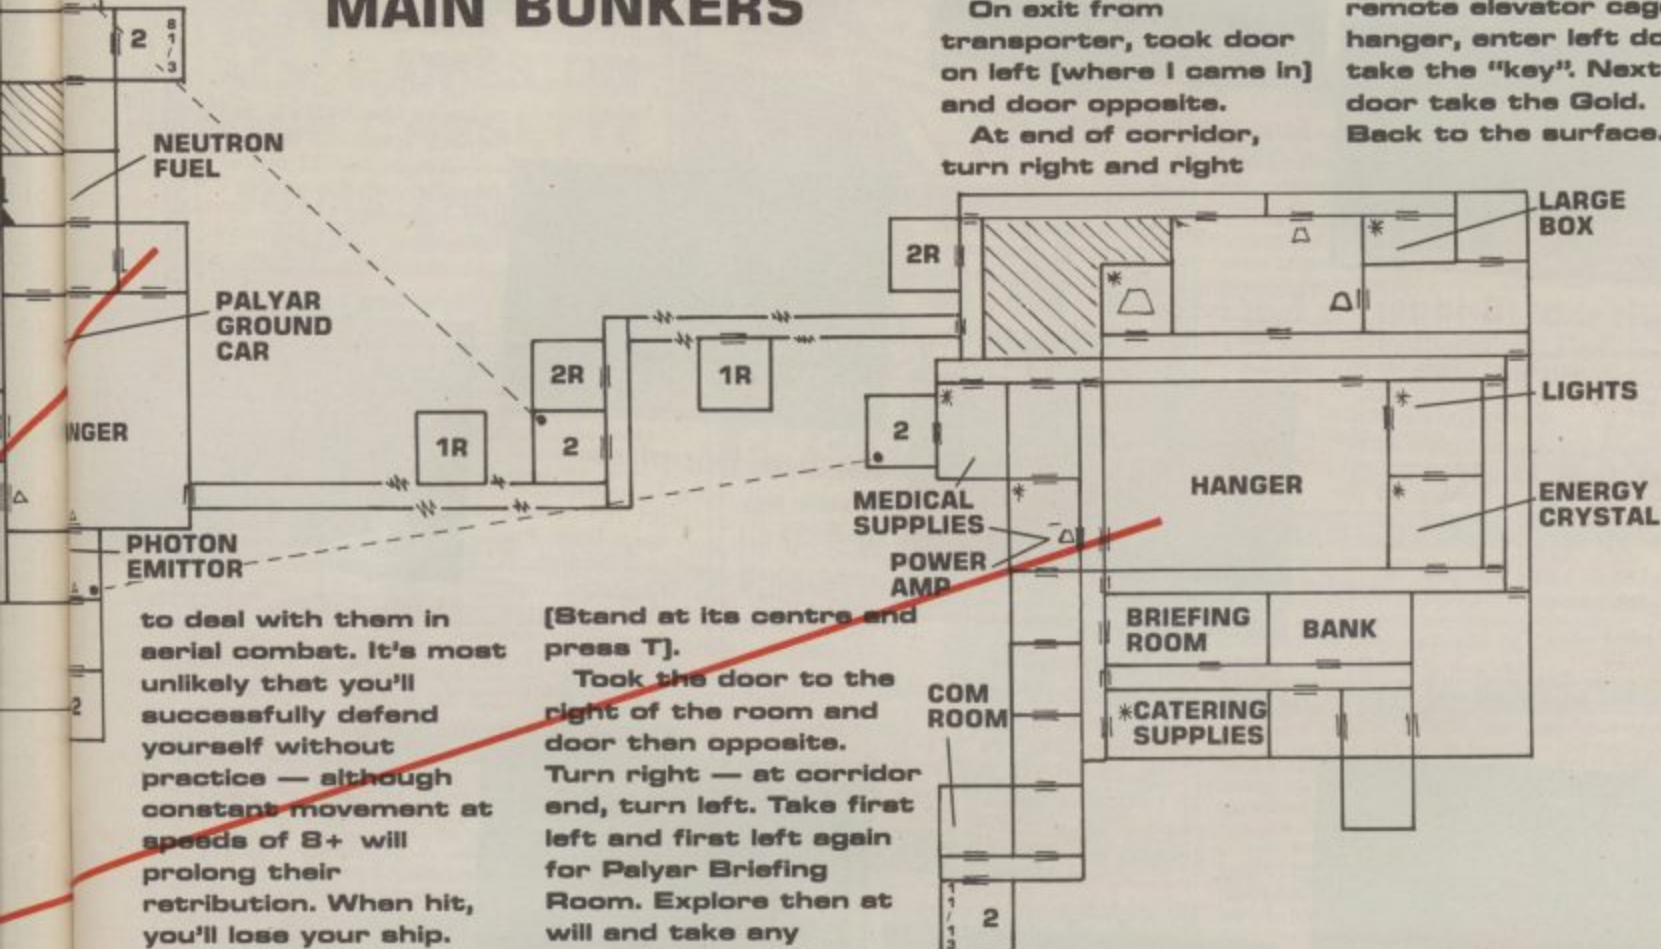 MAIN BUNKERS
On exit from
transporter, took door
on left [where I came in]
and door opposite.
At end of corridor,
turn right and right
remote elevator
hanger, enter left
take the "key". Next
door take the Gold.
Back to the surface.
2
8
1
/
3
NEUTRON
FUEL
PALYAR
GROUND
CAR
2R
1R
1R
2
2R
2
PHOTON
EMITTOR
2
LARGE
BOX
LIGHTS
ENERGY
CRYSTAL
HANGER
MEDICAL
SUPPLIES
POWER
AMP
BRIEFING
ROOM
BANK
COM
ROOM
CATERING
SUPPLIES
2
1
1
/
1
to deal with them in
aerial combat. It's most
unlikely that you'll
successfully defend
yourself without
practice — although
constant movement at
speeds of 8+ will
prolong their
retribution. When hit,
you'll lose your ship.
[Stand at its centre and
press T].
Took the door to the
right of the room and
door then opposite.
Turn right — at corridor
end, turn left. Take first
left and first left again
for Palyar Briefing
Room. Explore then at
will and take any